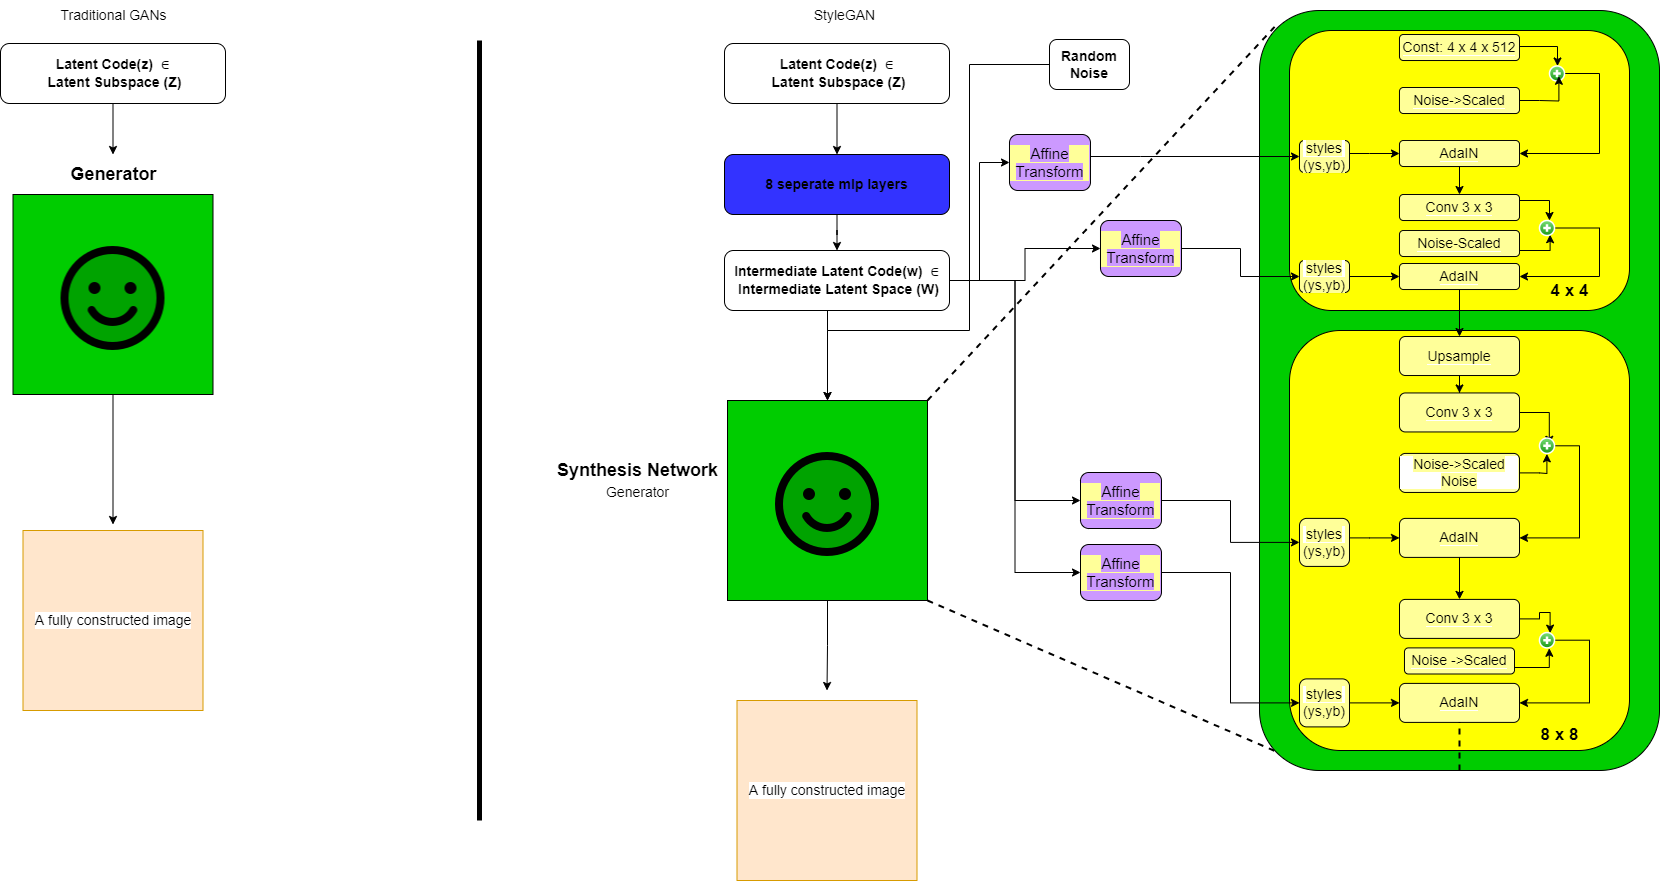 Traditional GANs
Latent Code(z) ∈
Latent Subspace (Z)
Generator
A fully constructed image
StyleGAN
Latent Code(z) ∈
Latent Subspace (Z)
8 seperate mlp layers
Intermediate Latent Code(w) ∈
Intermediate Latent Space (W)
Random
Noise
Synthesis Network
Generator
A fully constructed image
Affine
Transform
Affine
Transform
Affine
Transform
Affine
Transform
Const: 4 x 4 x 512
Noise->Scaled
styles
(ys,yb)
AdaIN
Conv 3 x 3
Noise-Scaled
styles
(ys,yb)
AdaIN
4 x 4
Upsample
Conv 3 x 3
Noise->Scaled
Noise
styles
(ys,yb)
AdaIN
Conv 3 x 3
Noise ->Scaled
styles
(ys,yb)
AdaIN
8 x 8